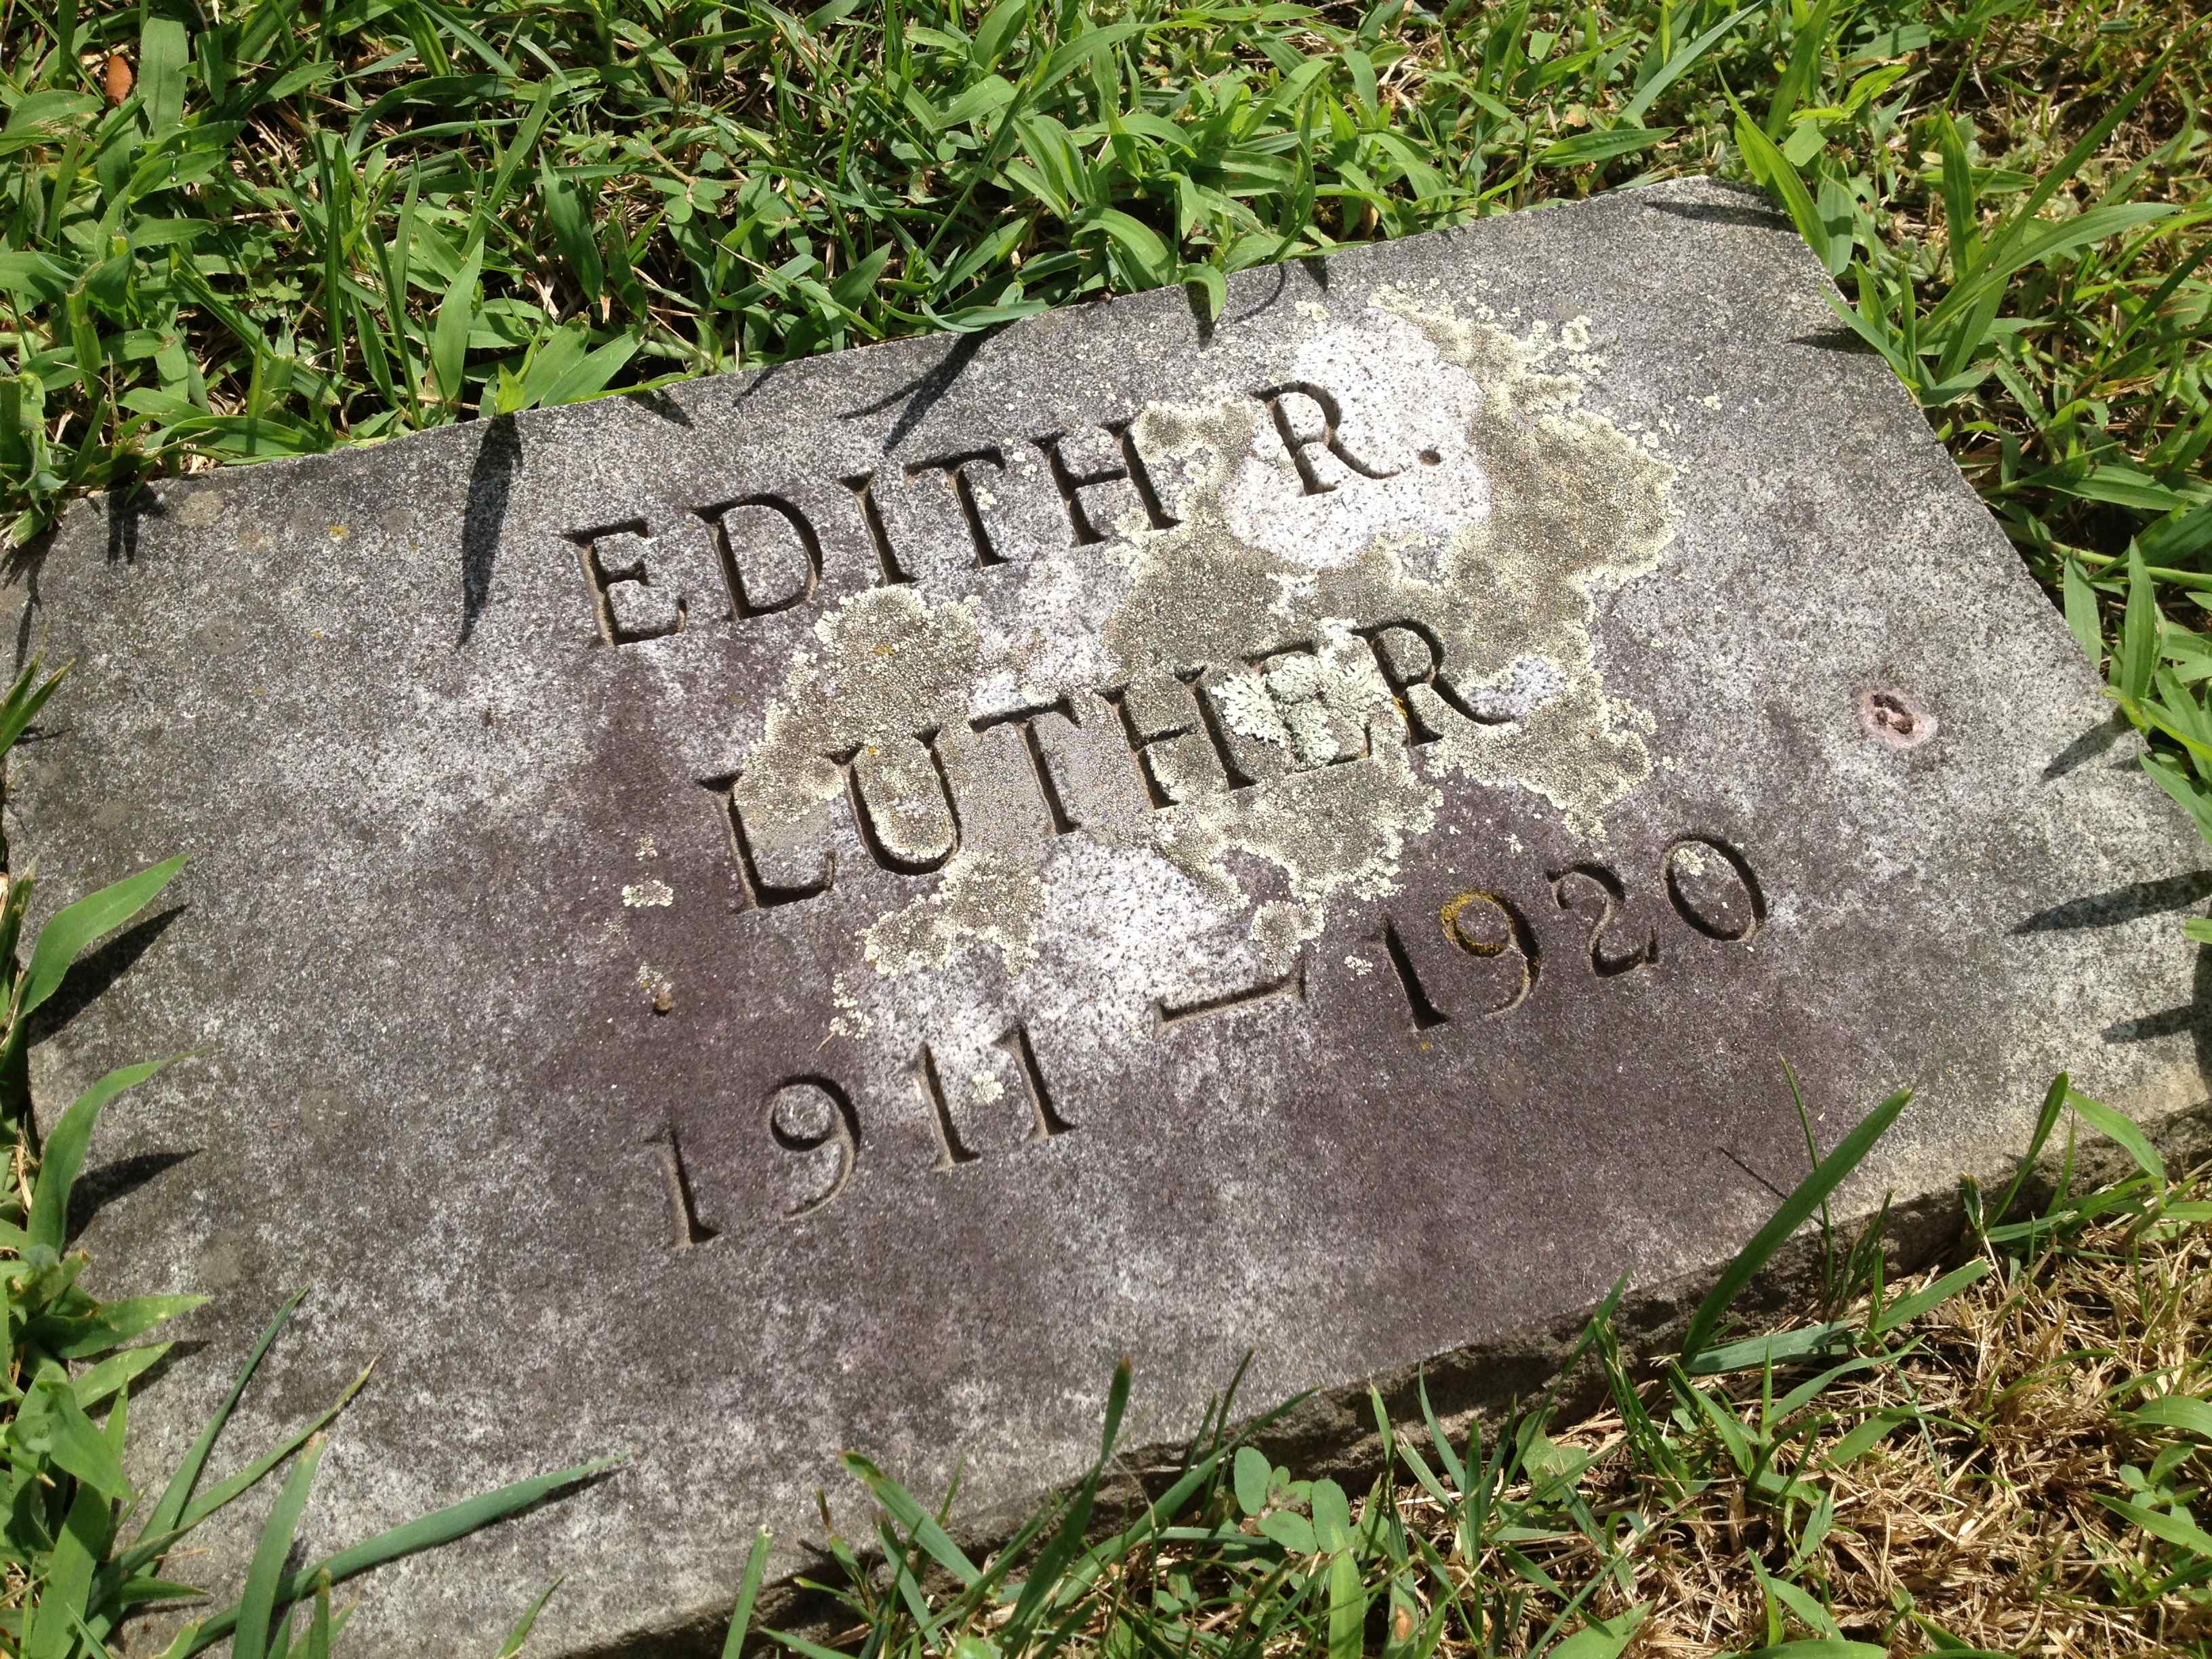 EDITH R.
LUTHER
1911 — 1920